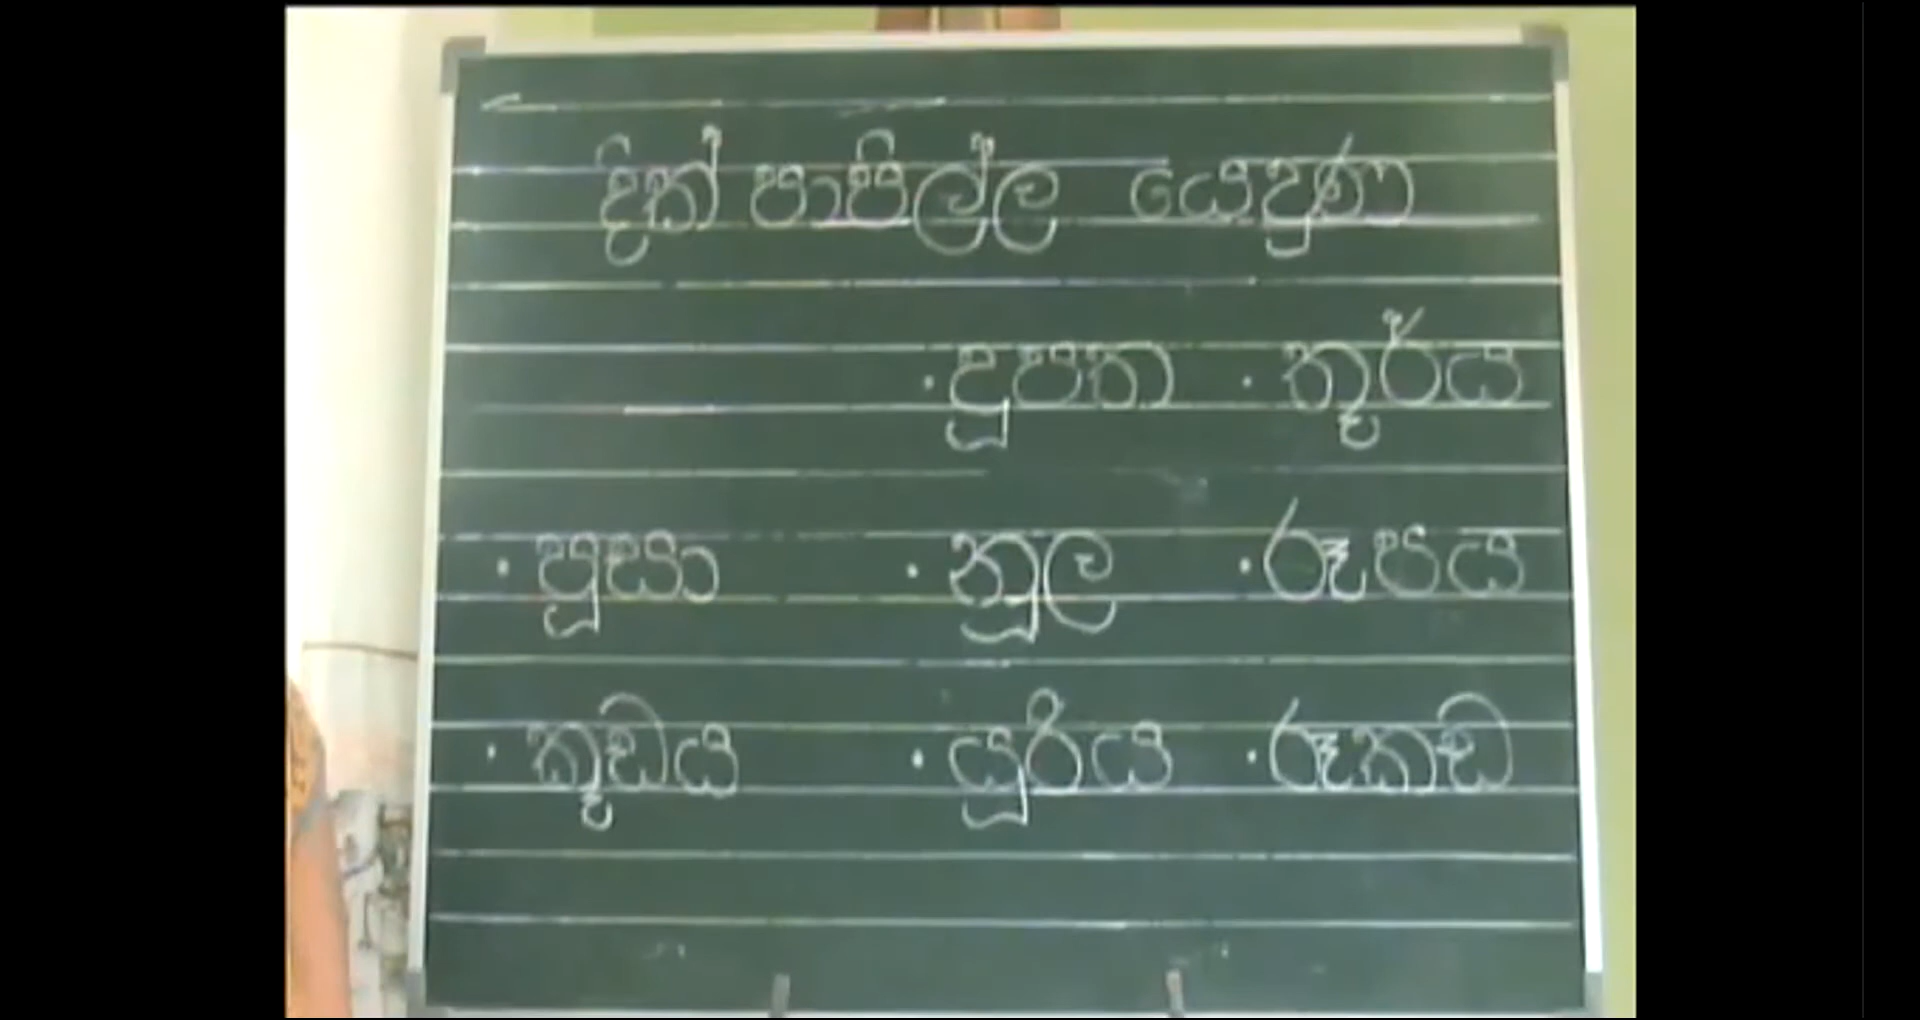 දික් පාපිල්ල යෙදුණ
. දූපත . තූර්ය
. පූසා . නූල . රූපය
. කූඩය . යූරිය . රූකඩ